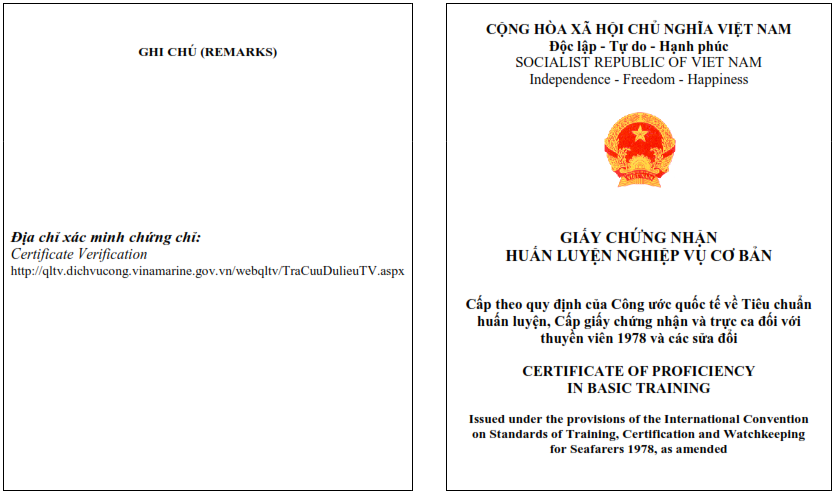 GHI CHÚ (REMARKS)
Địa chỉ xác minh chứng chỉ:
Certificate Verification
http://qltv.dichvucong.vinamarine.gov.vn/webqltv/TraCuuDulieuTV.aspx
CỘNG HÒA XÃ HỘI CHỦ NGHĨA VIỆT NAM
Độc lập - Tự do - Hạnh phúc
SOCIALIST REPUBLIC OF VIET NAM
Independence - Freedom - Happiness
GIẤY CHỨNG NHẬN
HUẤN LUYỆN NGHIỆP VỤ CƠ BẢN
Cấp theo quy định của Công ước quốc tế về Tiêu chuẩn
huấn luyện, Cấp giấy chứng nhận và trực ca đối với
thuyền viên 1978 và các sửa đổi
CERTIFICATE OF PROFICIENCY
IN BASIC TRAINING
Issued under the provisions of the International Convention
on Standards of Training, Certification and Watchkeeping
for Seafarers 1978, as amended